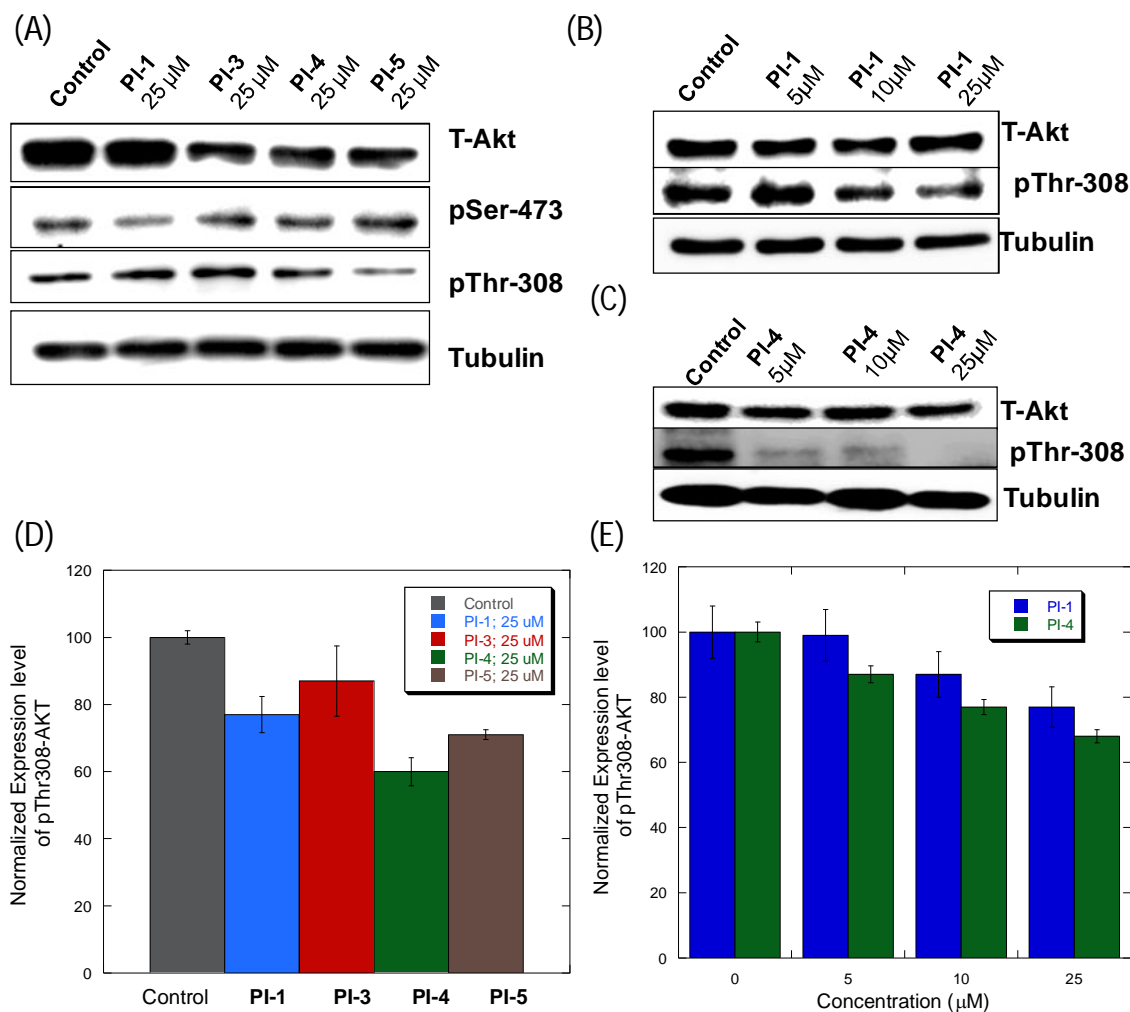 (A)
Control
PI-1
25 µM
PI-3
25 µM
PI-4
25 µM
PI-5
25 µM
T-Akt
pSer-473
pThr-308
Tubulin
(B)
Control
PI-1
5µM
PI-1
10µM
PI-1
25µM
T-Akt
pThr-308
Tubulin
(C)
Control
PI-4
5µM
PI-4
10µM
PI-4
25µM
T-Akt
pThr-308
Tubulin
(D)
Normalized Expression level
of pThr308-AKT
120
100
80
60
40
20
0
Control
PI-1; 25 uM
PI-3; 25 uM
PI-4; 25 uM
PI-5; 25 uM
Control PI-1 PI-3 PI-4 PI-5
(E)
Normalized Expression level
of pThr308-AKT
120
100
80
60
40
20
0
PI-1
PI-4
0 5 10 25
Concentration (µM)